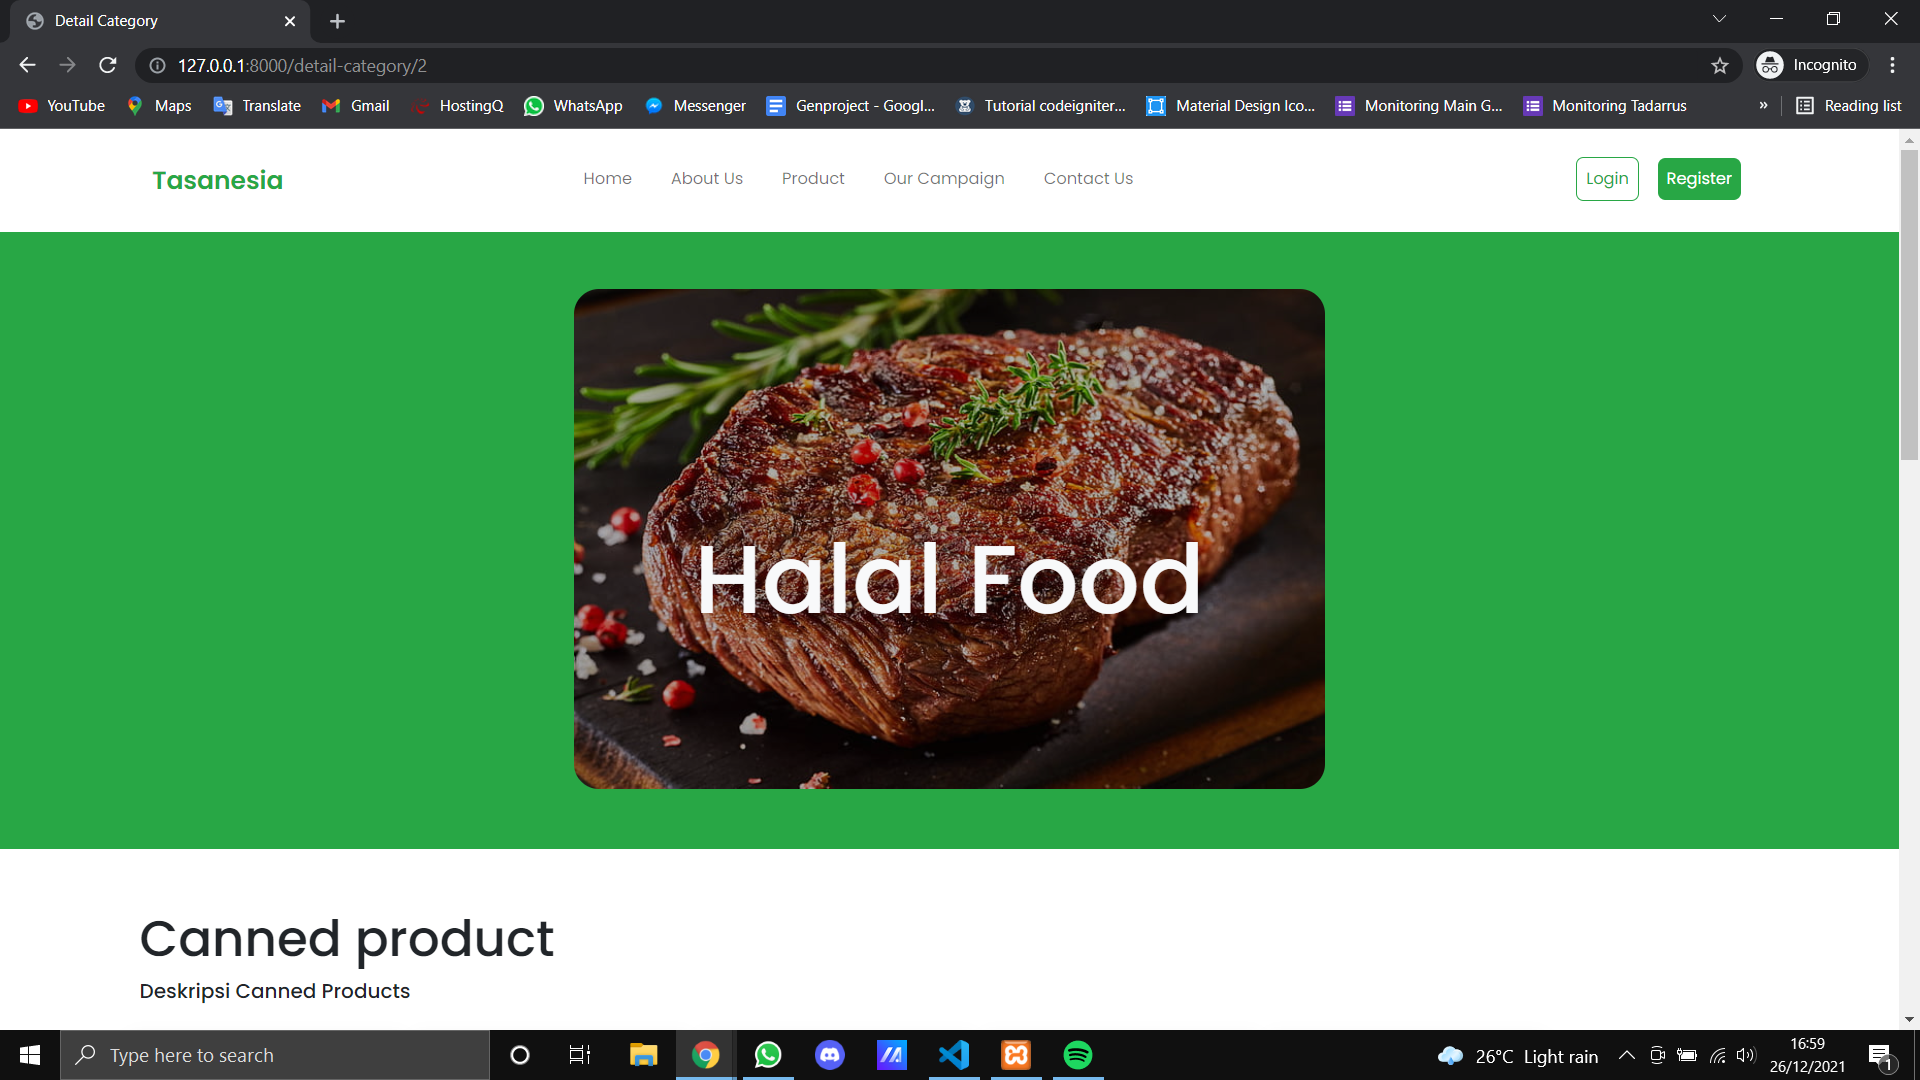 Detail Category
127.0.0.1:8000/detail-category/2
Incognito
YouTube
Maps
Translate
Gmail
HostingQ
WhatsApp
Messenger
Genproject - Googl...
Tutorial codeigniter...
Material Design Ico...
Monitoring Main G...
Monitoring Tadarrus
»
Reading list
Tasanesia
Home
About Us
Product
Our Campaign
Contact Us
Login
Register
Halal Food
Canned product
Deskripsi Canned Products
Type here to search
26°C Light rain
16:59
26/12/2021
1